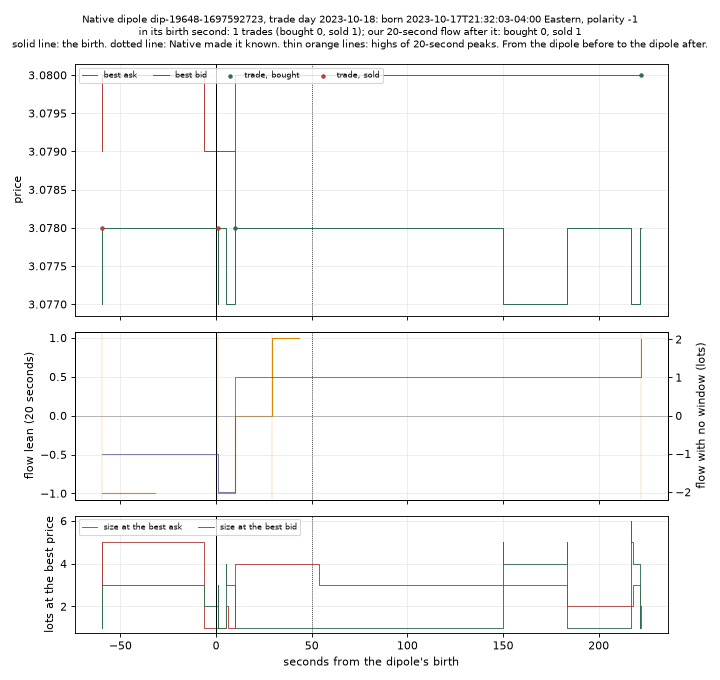 Native dipole dip-19648-1697592723, trade day 2023-10-18: born 2023-10-17T21:32:03-04:00 Eastern, polarity -1
in its birth second: 1 trades (bought 0, sold 1); our 20-second flow after it: bought 0, sold 1
solid line: the birth. dotted line: Native made it known. thin orange lines: highs of 20-second peaks. From the dipole before to the dipole after.
best ask best bid trade, bought trade, sold
3.0800
3.0795
3.0790
3.0785
3.0780
3.0775
3.0770
price
1.0
0.5
0.0
−0.5
−1.0
flow lean (20 seconds)
2
1
0
−1
−2
flow with no window (lots)
size at the best ask size at the best bid
6
4
2
lots at the best price
−50 0 50 100 150 200
seconds from the dipole's birth